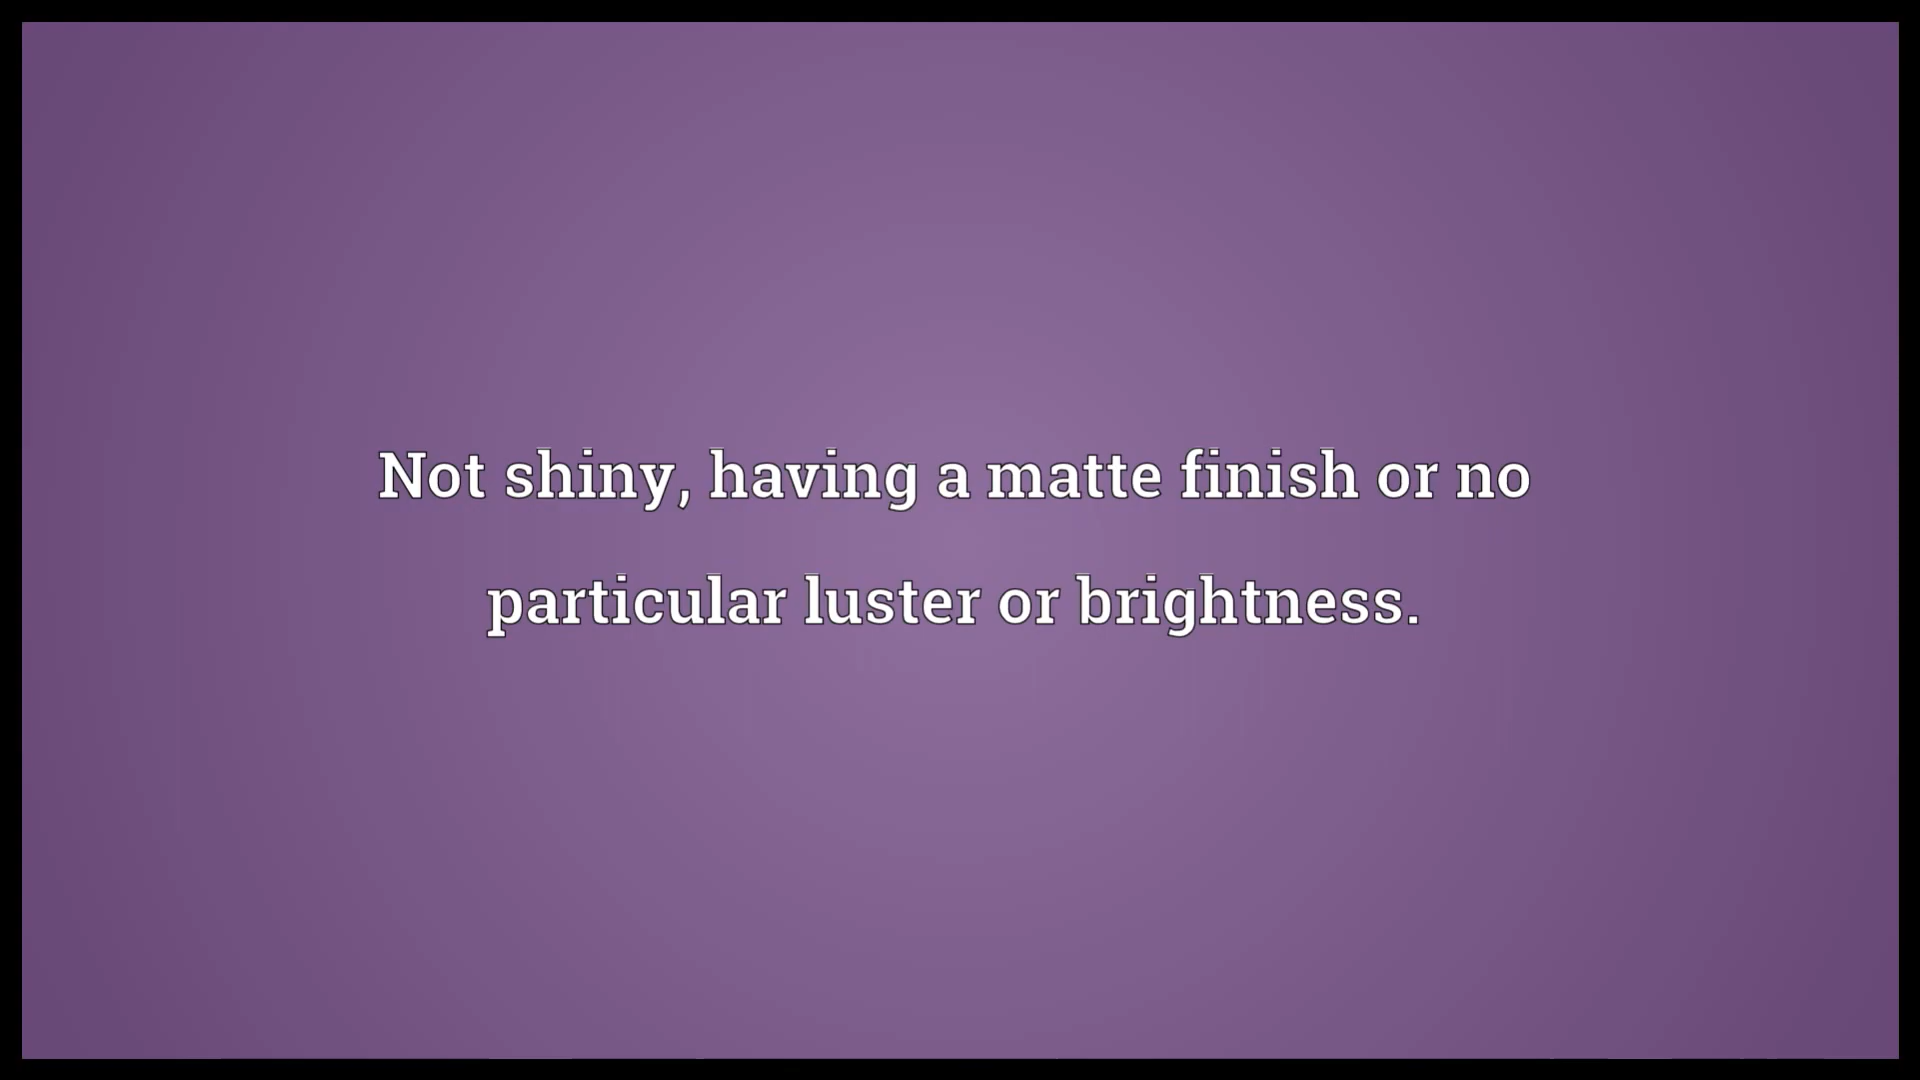 Not shiny, having a matte finish or no
particular luster or brightness.